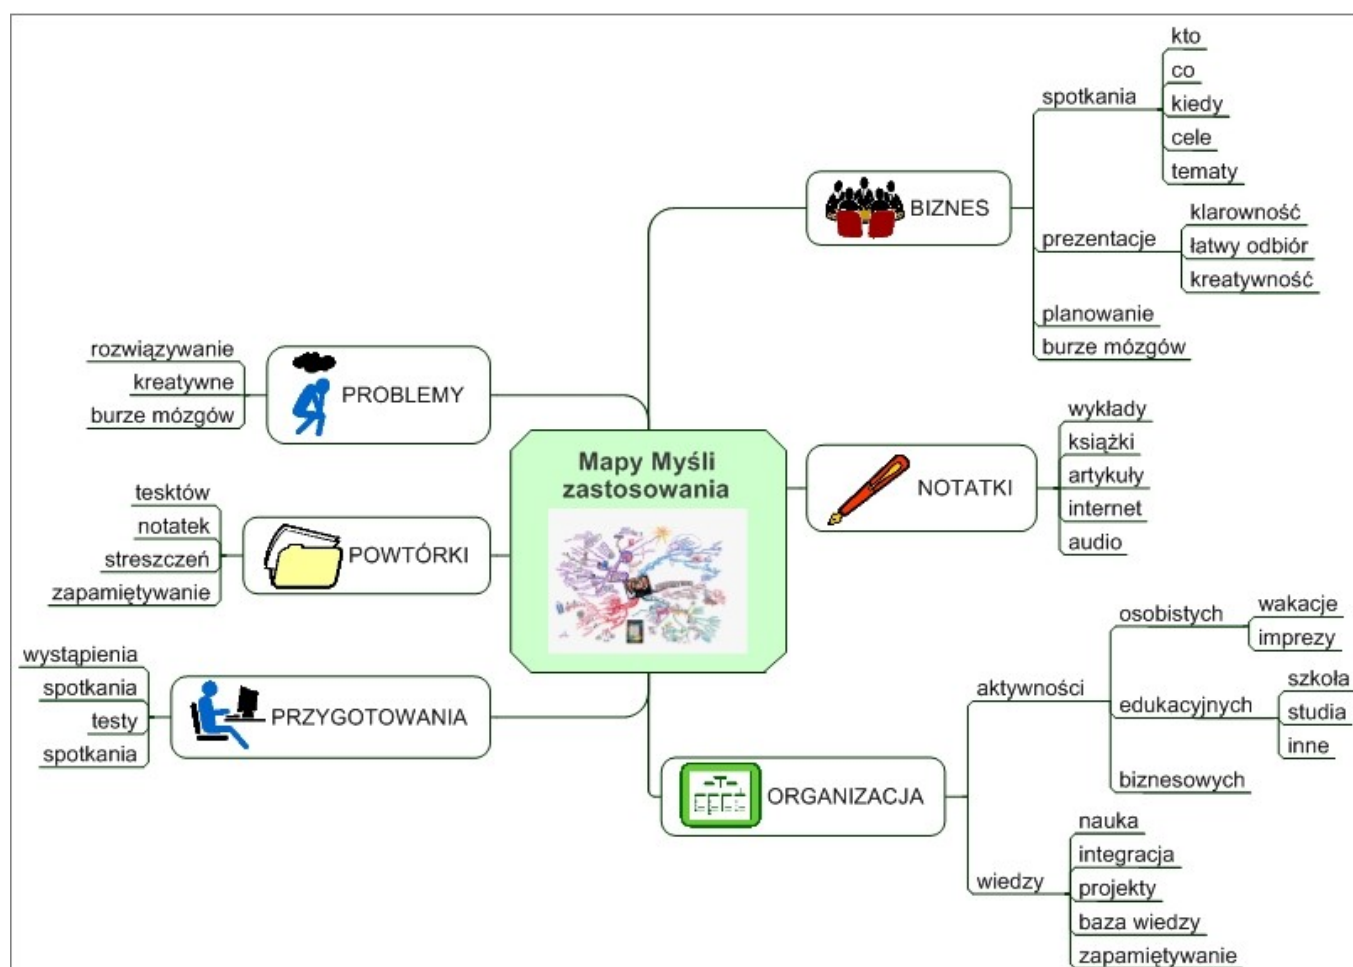 Mapy Myśli
zastosowania
BIZNES
spotkania
kto
co
kiedy
cele
tematy
prezentacje
klarowność
łatwy odbiór
kreatywność
planowanie
burze mózgów
NOTATKI
wykłady
książki
artykuły
internet
audio
ORGANIZACJA
aktywności
osobistych
wakacje
imprezy
edukacyjnych
szkoła
studia
inne
biznesowych
wiedzy
nauka
integracja
projekty
baza wiedzy
zapamiętywanie
PROBLEMY
rozwiązywanie
kreatywne
burze mózgów
POWTÓRKI
tesktów
notatek
streszczeń
zapamiętywanie
PRZYGOTOWANIA
wystąpienia
spotkania
testy
spotkania